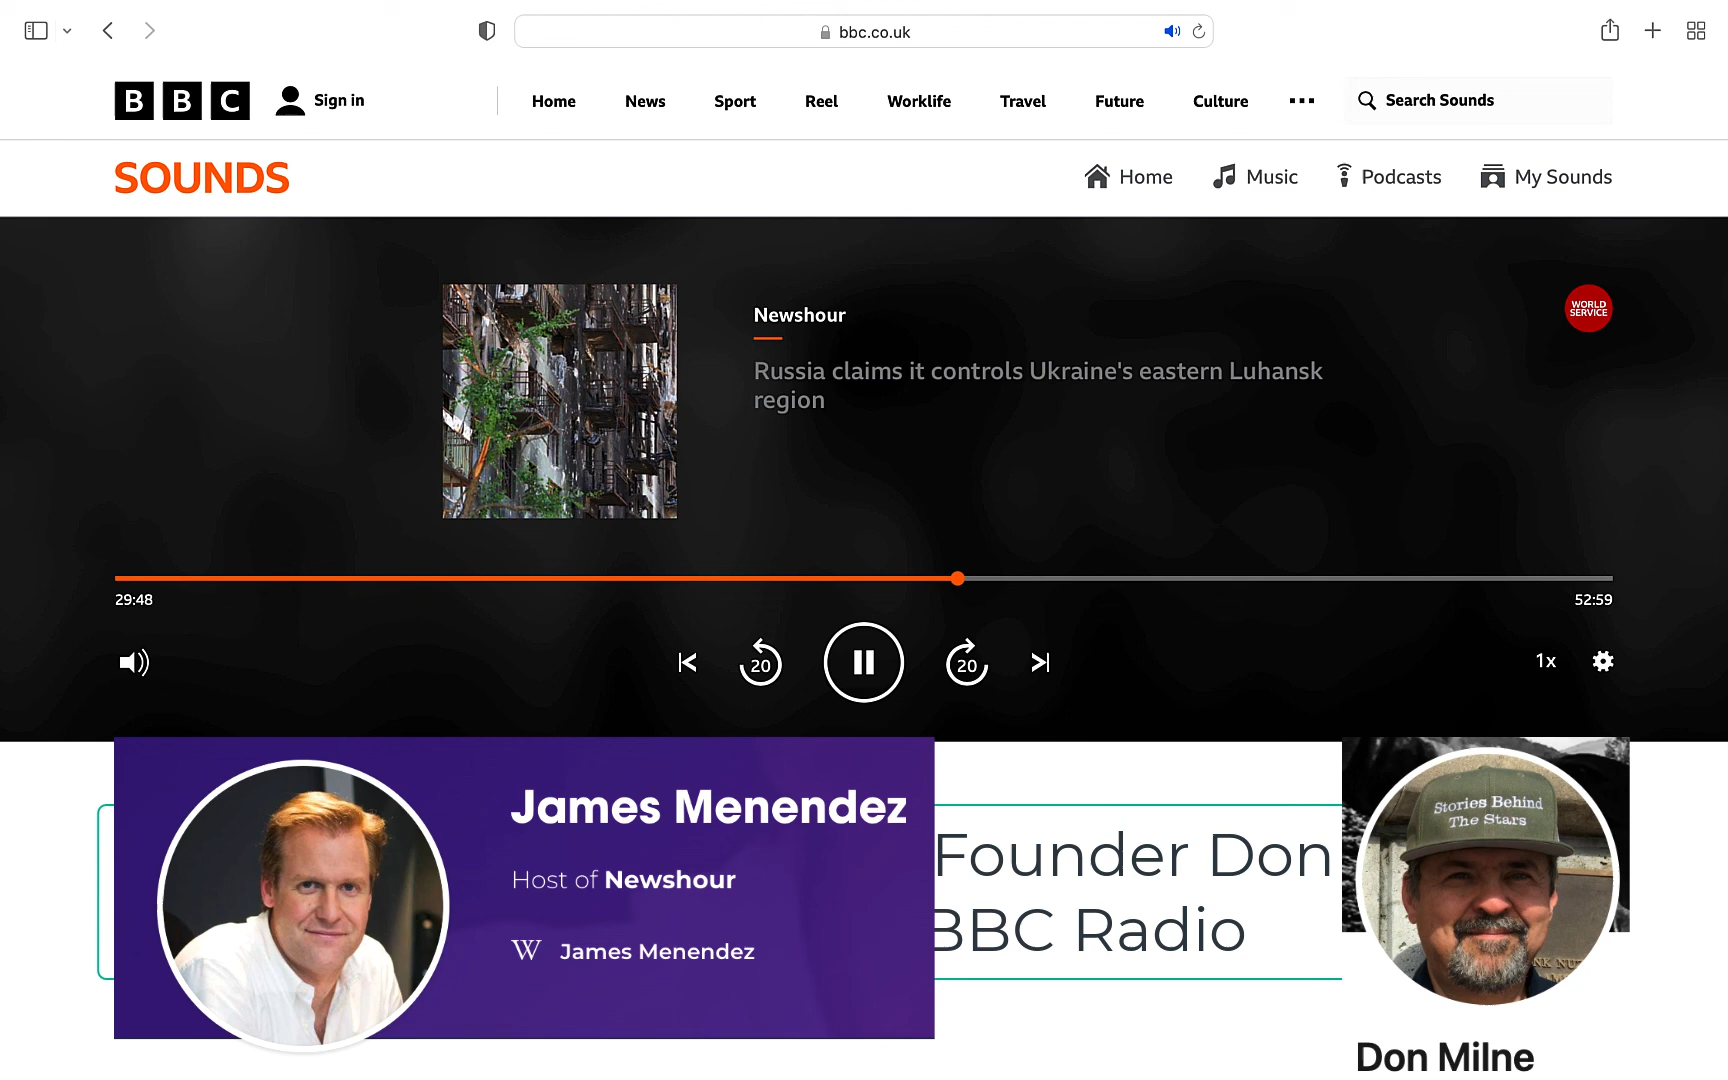 bbc.co.uk
BBC
Sign in
Home
News
Sport
Reel
Worklife
Travel
Future
Culture
Search Sounds
SOUNDS
Home
Music
Podcasts
My Sounds
Newshour
WORLD
SERVICE
Russia claims it controls Ukraine's eastern Luhansk
region
29:48
52:59
20
20
1x
James Menendez
Host of Newshour
W James Menendez
Founder Don
BBC Radio
Stories Behind
The Stars
Don Milne